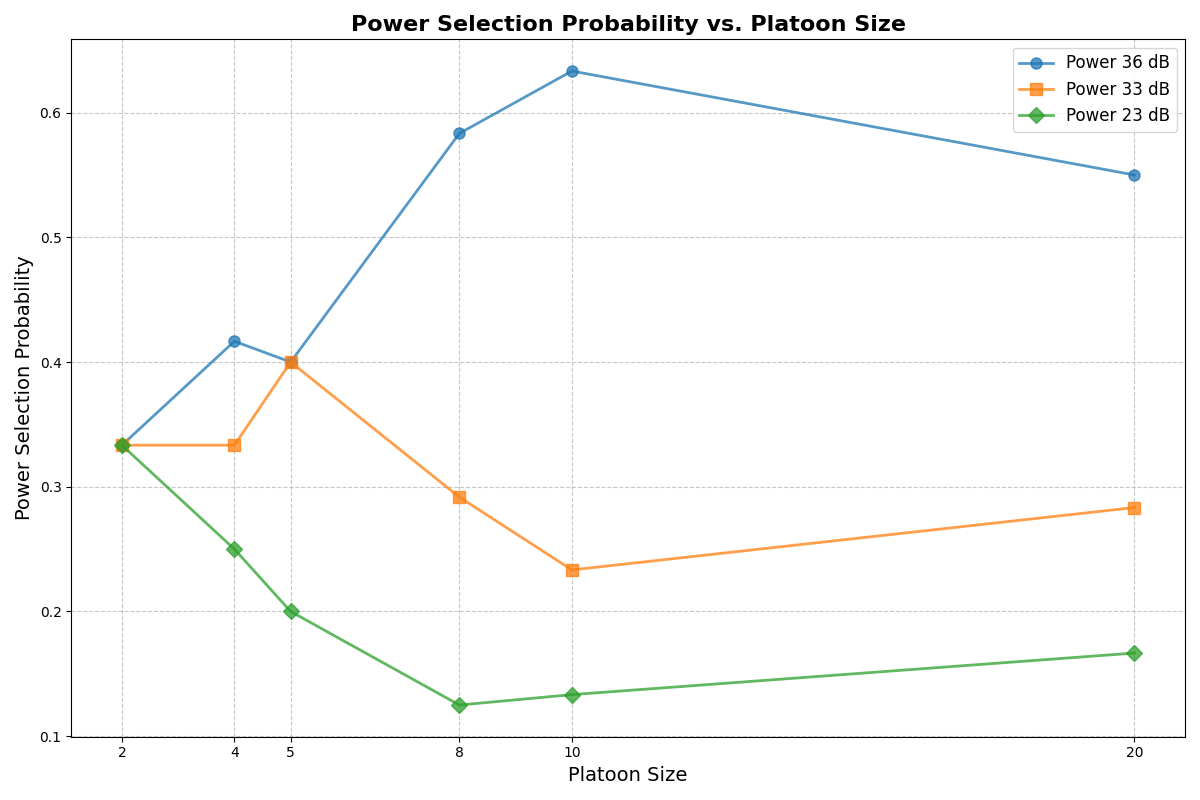 Power Selection Probability vs. Platoon Size
Power 36 dB
Power 33 dB
Power 23 dB
Power Selection Probability
0.6
0.5
0.4
0.3
0.2
0.1
2 4 5 8 10 20
Platoon Size